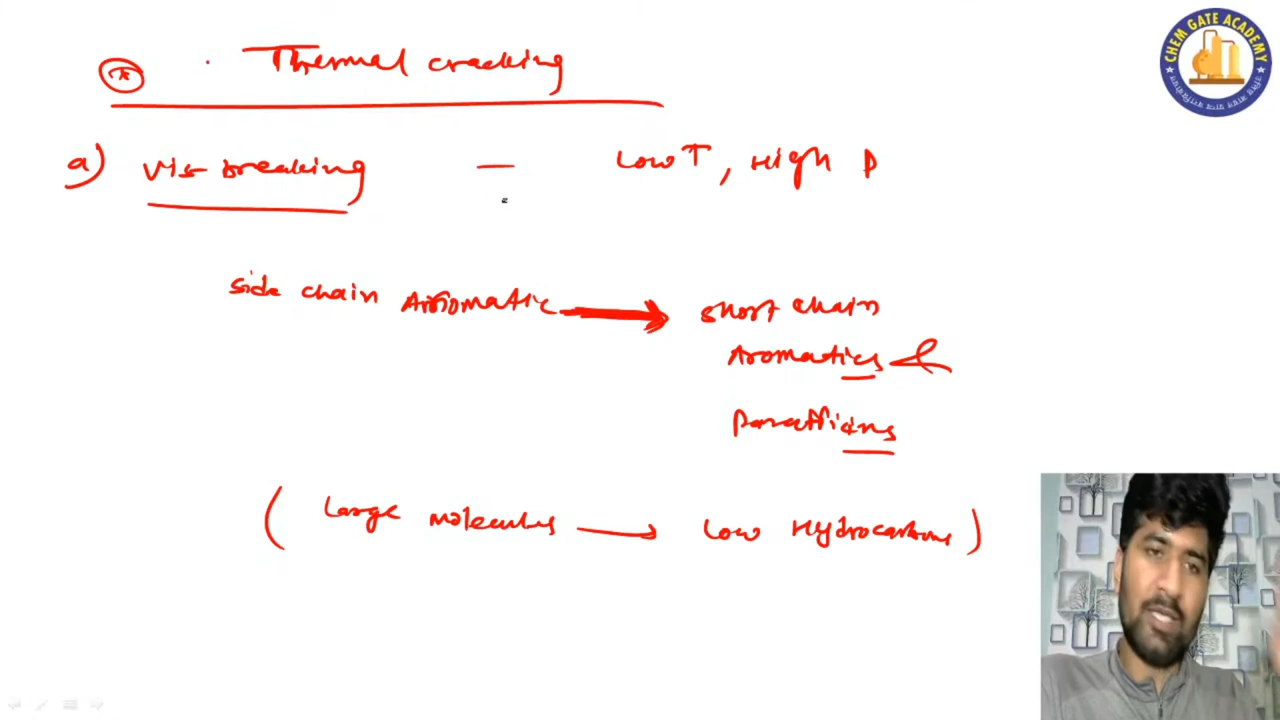 CHEM GATE ACADEMY
Thermal cracking
a) Vis breaking — Low T, High P
side chain Aromatic → short chain
Aromatics &
Paraffians
( Large molecules → Low Hydrocarbons )